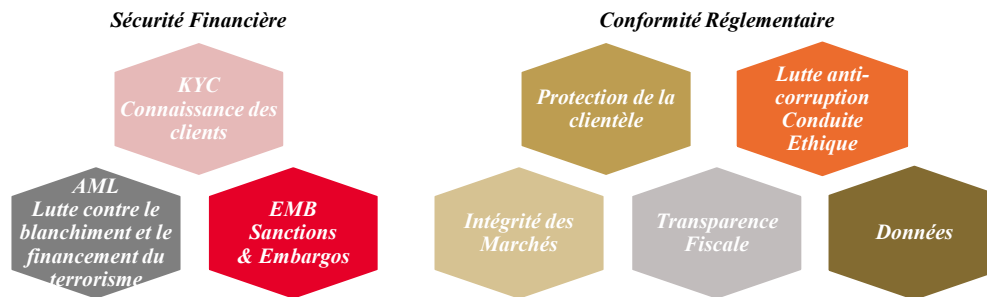 Sécurité Financière
KYC
Connaissance des
clients
AML
Lutte contre le
blanchiment et le
financement du
terrorisme
EMB
Sanctions
& Embargos
Conformité Réglementaire
Protection de la
clientèle
Lutte anti-
corruption
Conduite
Ethique
Intégrité des
Marchés
Transparence
Fiscale
Données